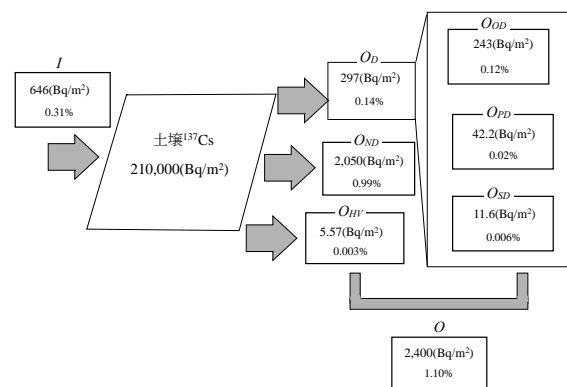 I
646(Bq/m²)
0.31%
土壌¹³⁷Cs
210,000(Bq/m²)
O_D
297(Bq/m²)
0.14%
O_ND
2,050(Bq/m²)
0.99%
O_HV
5.57(Bq/m²)
0.003%
O_OD
243(Bq/m²)
0.12%
O_PD
42.2(Bq/m²)
0.02%
O_SD
11.6(Bq/m²)
0.006%
O
2,400(Bq/m²)
1.10%